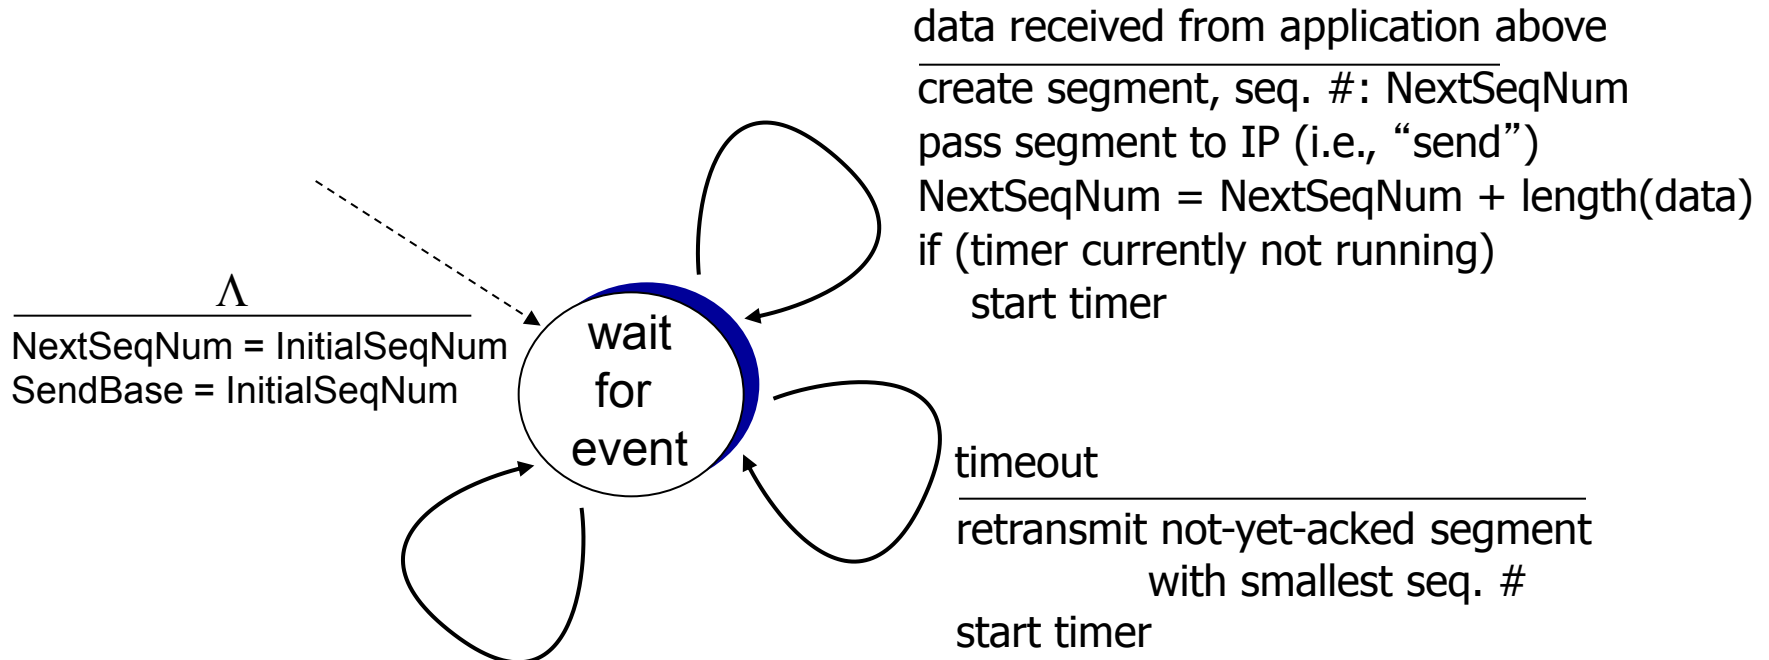 data received from application above
create segment, seq. #: NextSeqNum
pass segment to IP (i.e., “send”)
NextSeqNum = NextSeqNum + length(data)
if (timer currently not running)
start timer
Λ
NextSeqNum = InitialSeqNum
SendBase = InitialSeqNum
wait
for
event
timeout
retransmit not-yet-acked segment
with smallest seq. #
start timer